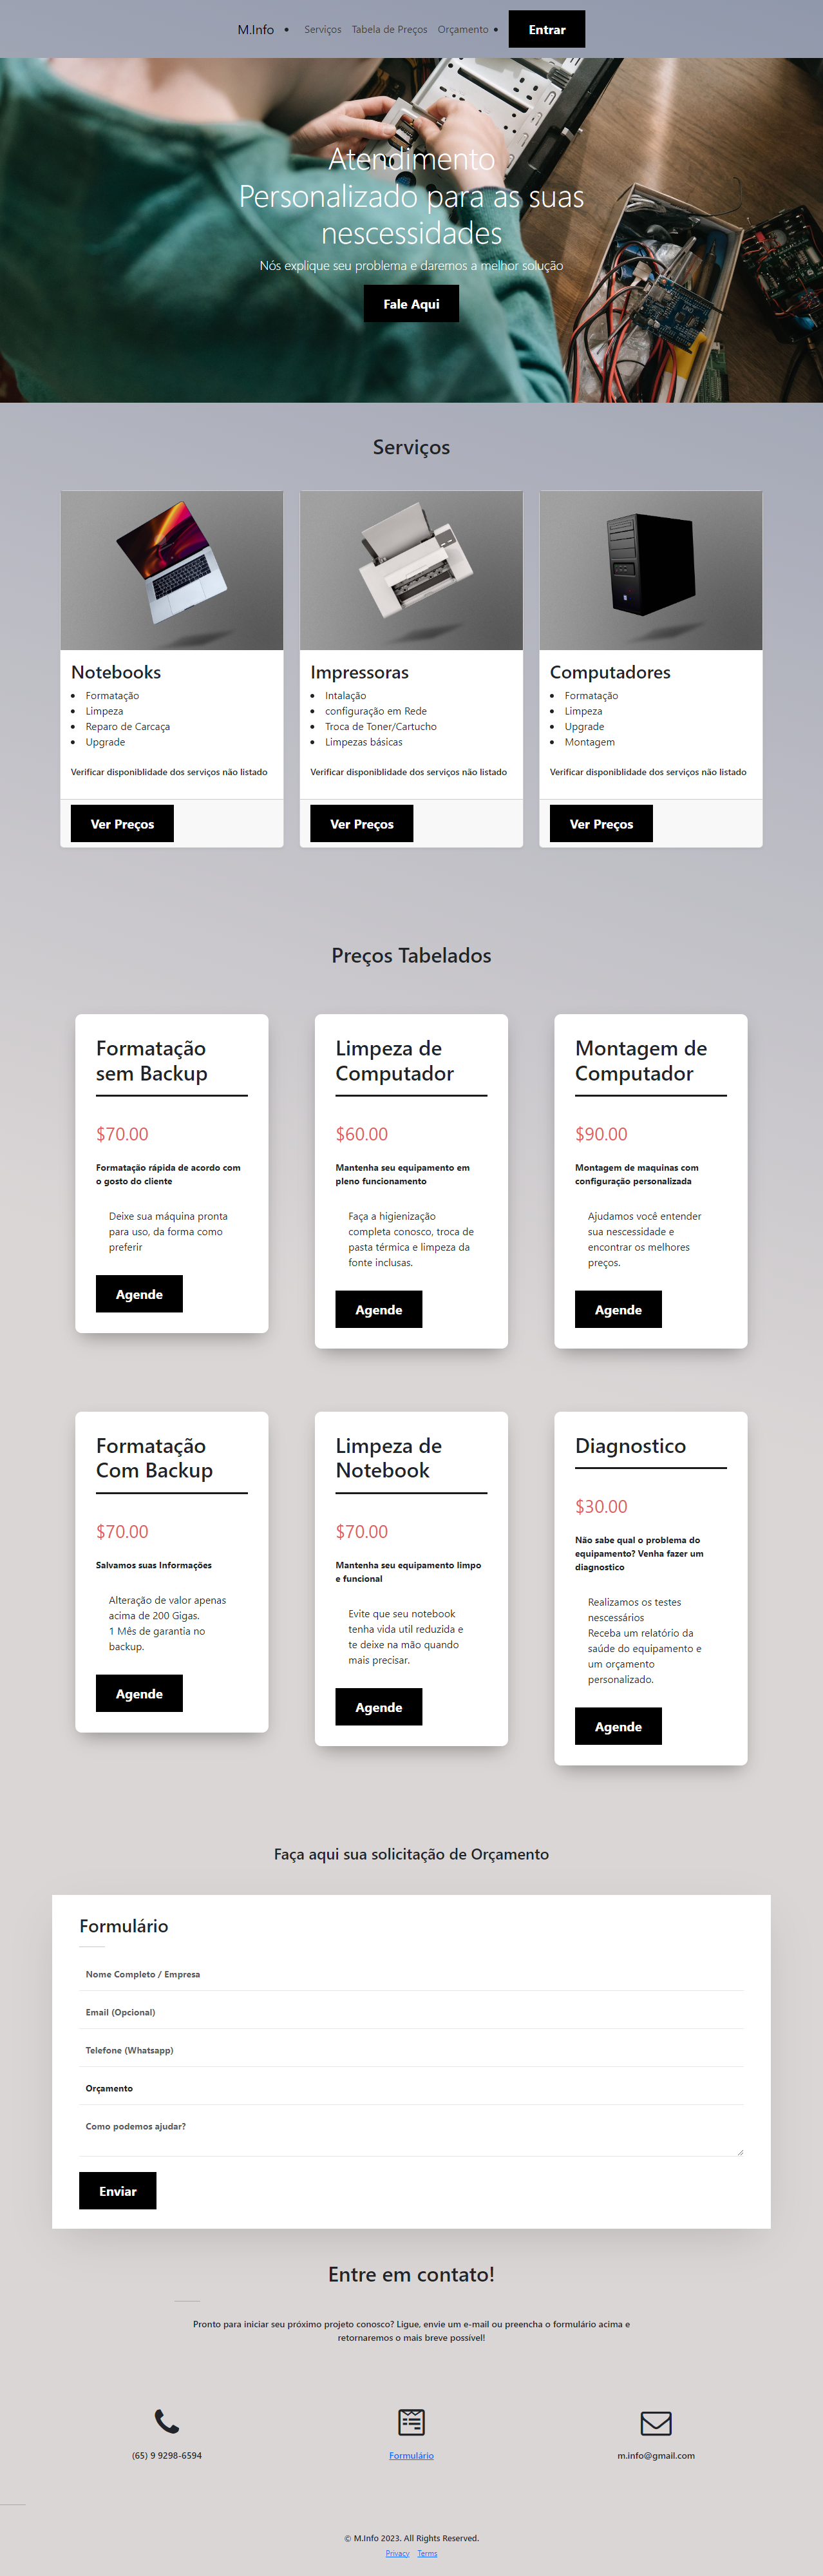 M.Info • Serviços Tabela de Preços Orçamento • Entrar
Atendimento
Personalizado para as suas
nescessidades
Nós explique seu problema e daremos a melhor solução
Fale Aqui
Serviços
Notebooks
• Formatação
• Limpeza
• Reparo de Carcaça
• Upgrade
Verificar disponiblidade dos serviços não listado
Ver Preços
Impressoras
• Intalação
• configuração em Rede
• Troca de Toner/Cartucho
• Limpezas básicas
Verificar disponiblidade dos serviços não listado
Ver Preços
Computadores
• Formatação
• Limpeza
• Upgrade
• Montagem
Verificar disponiblidade dos serviços não listado
Ver Preços
Preços Tabelados
Formatação
sem Backup
$70.00
Formatação rápida de acordo com
o gosto do cliente
Deixe sua máquina pronta
para uso, da forma como
preferir
Agende
Limpeza de
Computador
$60.00
Mantenha seu equipamento em
pleno funcionamento
Faça a higienização
completa conosco, troca de
pasta térmica e limpeza da
fonte inclusas.
Agende
Montagem de
Computador
$90.00
Montagem de maquinas com
configuração personalizada
Ajudamos você entender
sua nescessidade e
encontrar os melhores
preços.
Agende
Formatação
Com Backup
$70.00
Salvamos suas Informações
Alteração de valor apenas
acima de 200 Gigas.
1 Mês de garantia no
backup.
Agende
Limpeza de
Notebook
$70.00
Mantenha seu equipamento limpo
e funcional
Evite que seu notebook
tenha vida util reduzida e
te deixe na mão quando
mais precisar.
Agende
Diagnostico
$30.00
Não sabe qual o problema do
equipamento? Venha fazer um
diagnostico
Realizamos os testes
nescessários
Receba um relatório da
saúde do equipamento e
um orçamento
personalizado.
Agende
Faça aqui sua solicitação de Orçamento
Formulário
Nome Completo / Empresa
Email (Opcional)
Telefone (Whatsapp)
Orçamento
Como podemos ajudar?
Enviar
Entre em contato!
Pronto para iniciar seu próximo projeto conosco? Ligue, envie um e-mail ou preencha o formulário acima e
retornaremos o mais breve possível!
(65) 9 9298-6594
Formulário
m.info@gmail.com
© M.Info 2023. All Rights Reserved.
Privacy Terms